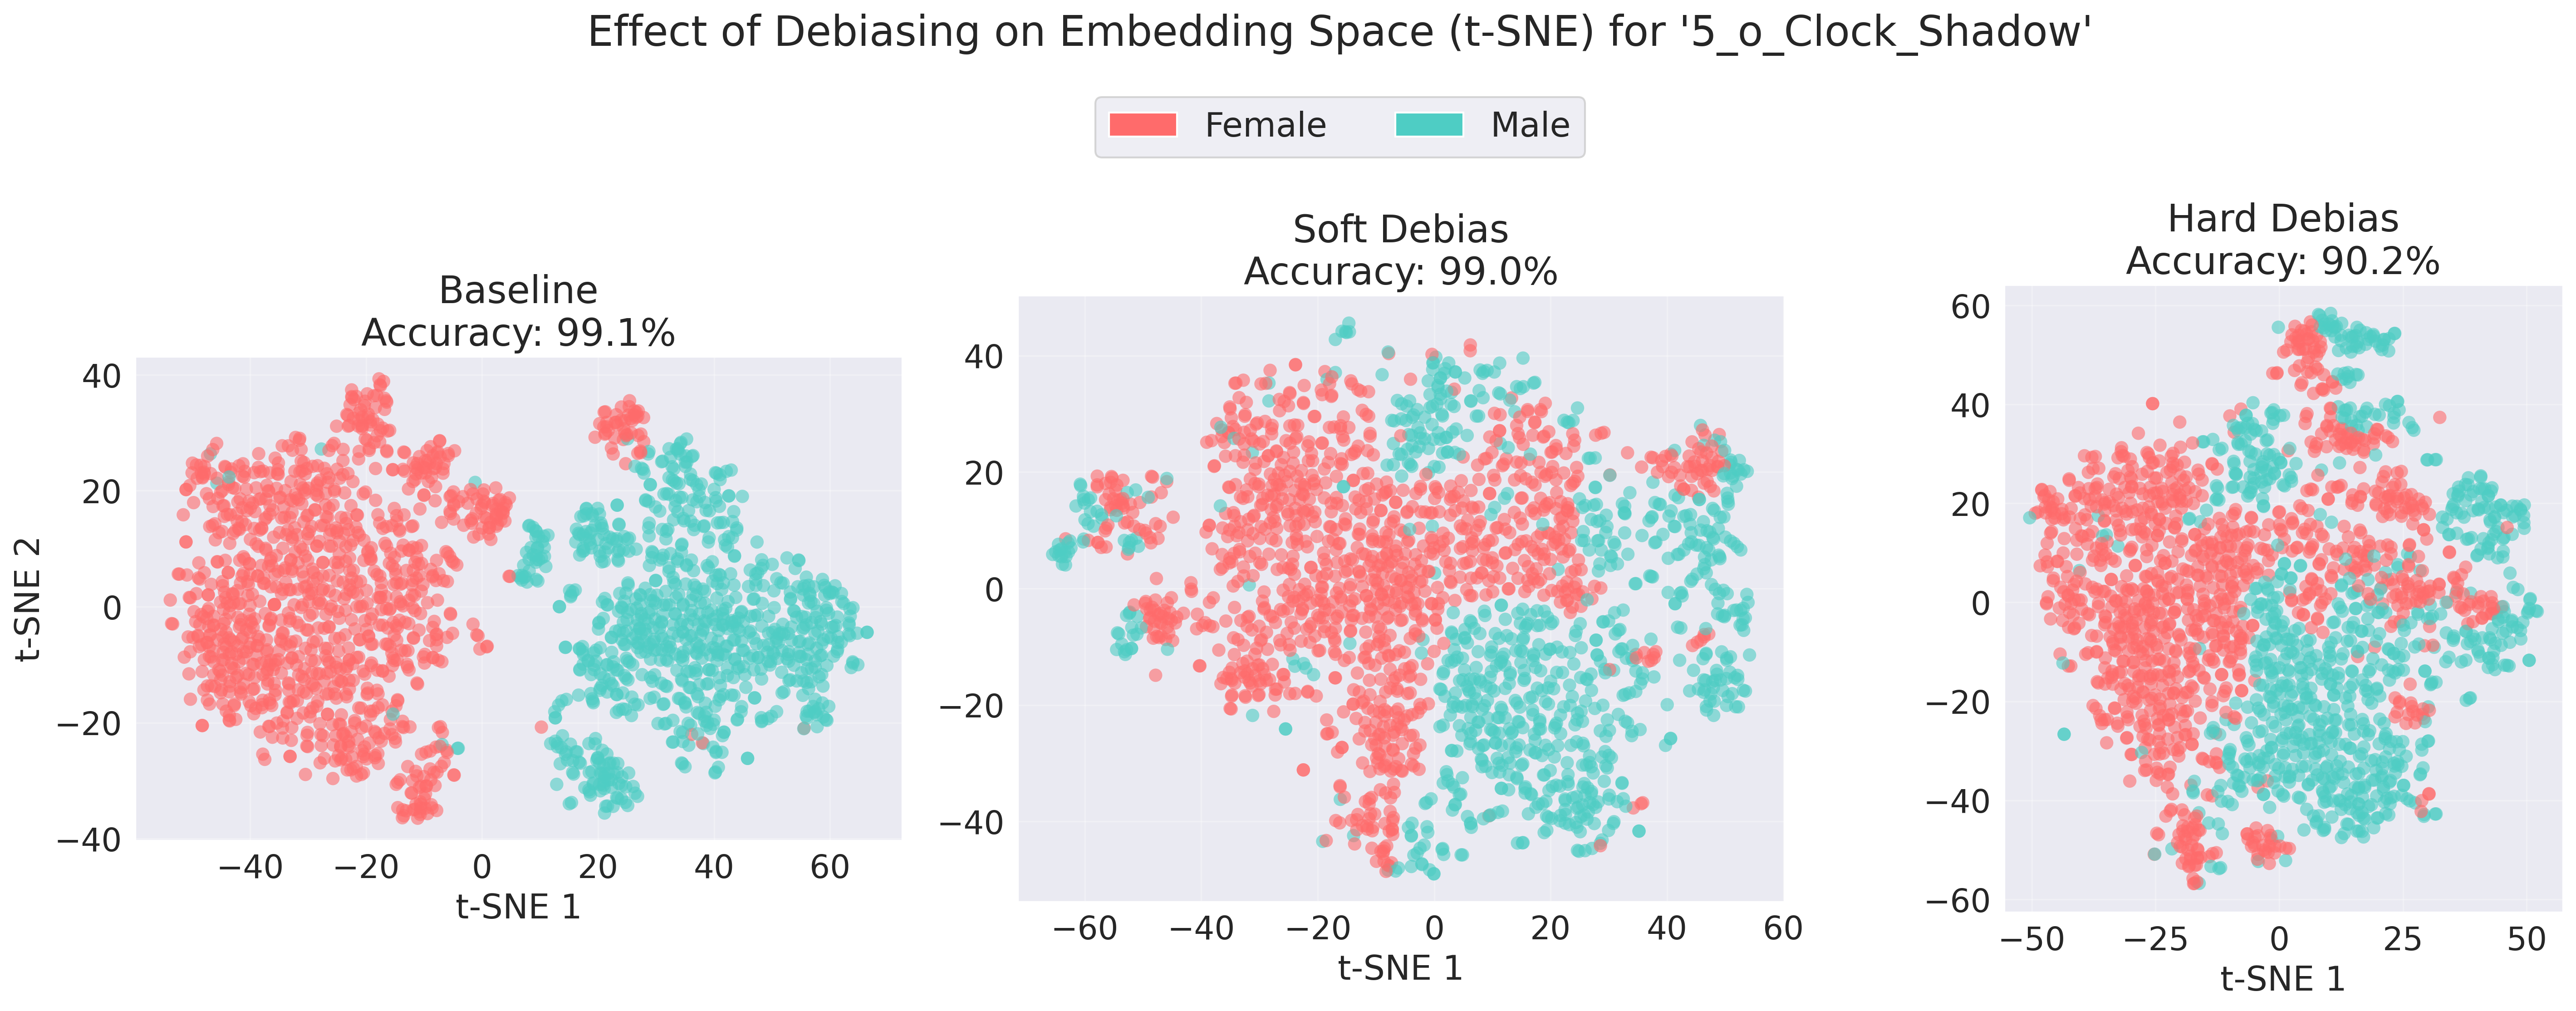 Effect of Debiasing on Embedding Space (t-SNE) for '5_o_Clock_Shadow'
Female
Male
Baseline
Accuracy: 99.1%
40
20
0
−20
−40
t-SNE 2
−40
−20
0
20
40
60
t-SNE 1
Soft Debias
Accuracy: 99.0%
40
20
0
−20
−40
−60
−40
−20
0
20
40
60
t-SNE 1
Hard Debias
Accuracy: 90.2%
60
40
20
0
−20
−40
−60
−50
−25
0
25
50
t-SNE 1